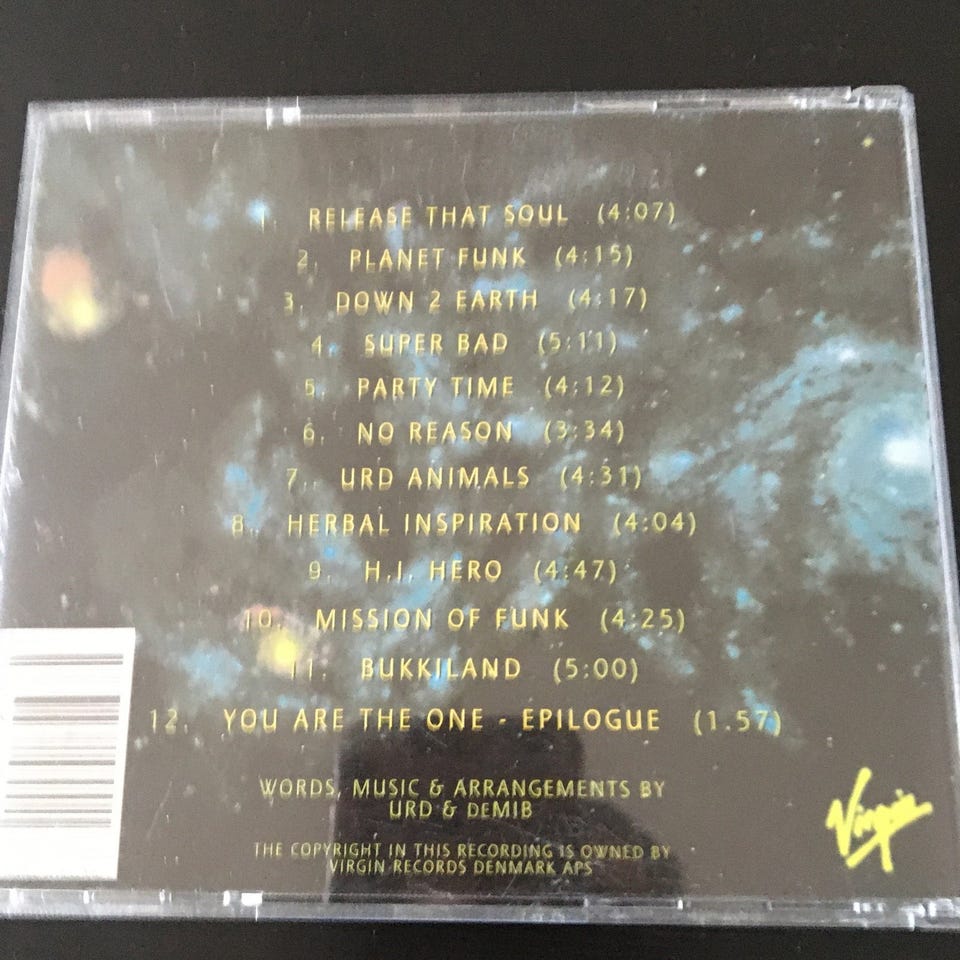 1. RELEASE THAT SOUL (4:07)
2. PLANET FUNK (4:15)
3. DOWN 2 EARTH (4:17)
4. SUPER BAD (5:11)
5. PARTY TIME (4:12)
6. NO REASON (3:34)
7. URD ANIMALS (4:31)
8. HERBAL INSPIRATION (4:04)
9. H.I. HERO (4:47)
10. MISSION OF FUNK (4:25)
11. BUKKILAND (5:00)
12. YOU ARE THE ONE - EPILOGUE (1.57)
WORDS, MUSIC & ARRANGEMENTS BY
URD & DEMIB
THE COPYRIGHT IN THIS RECORDING IS OWNED BY
VIRGIN RECORDS DENMARK APS
Virgin